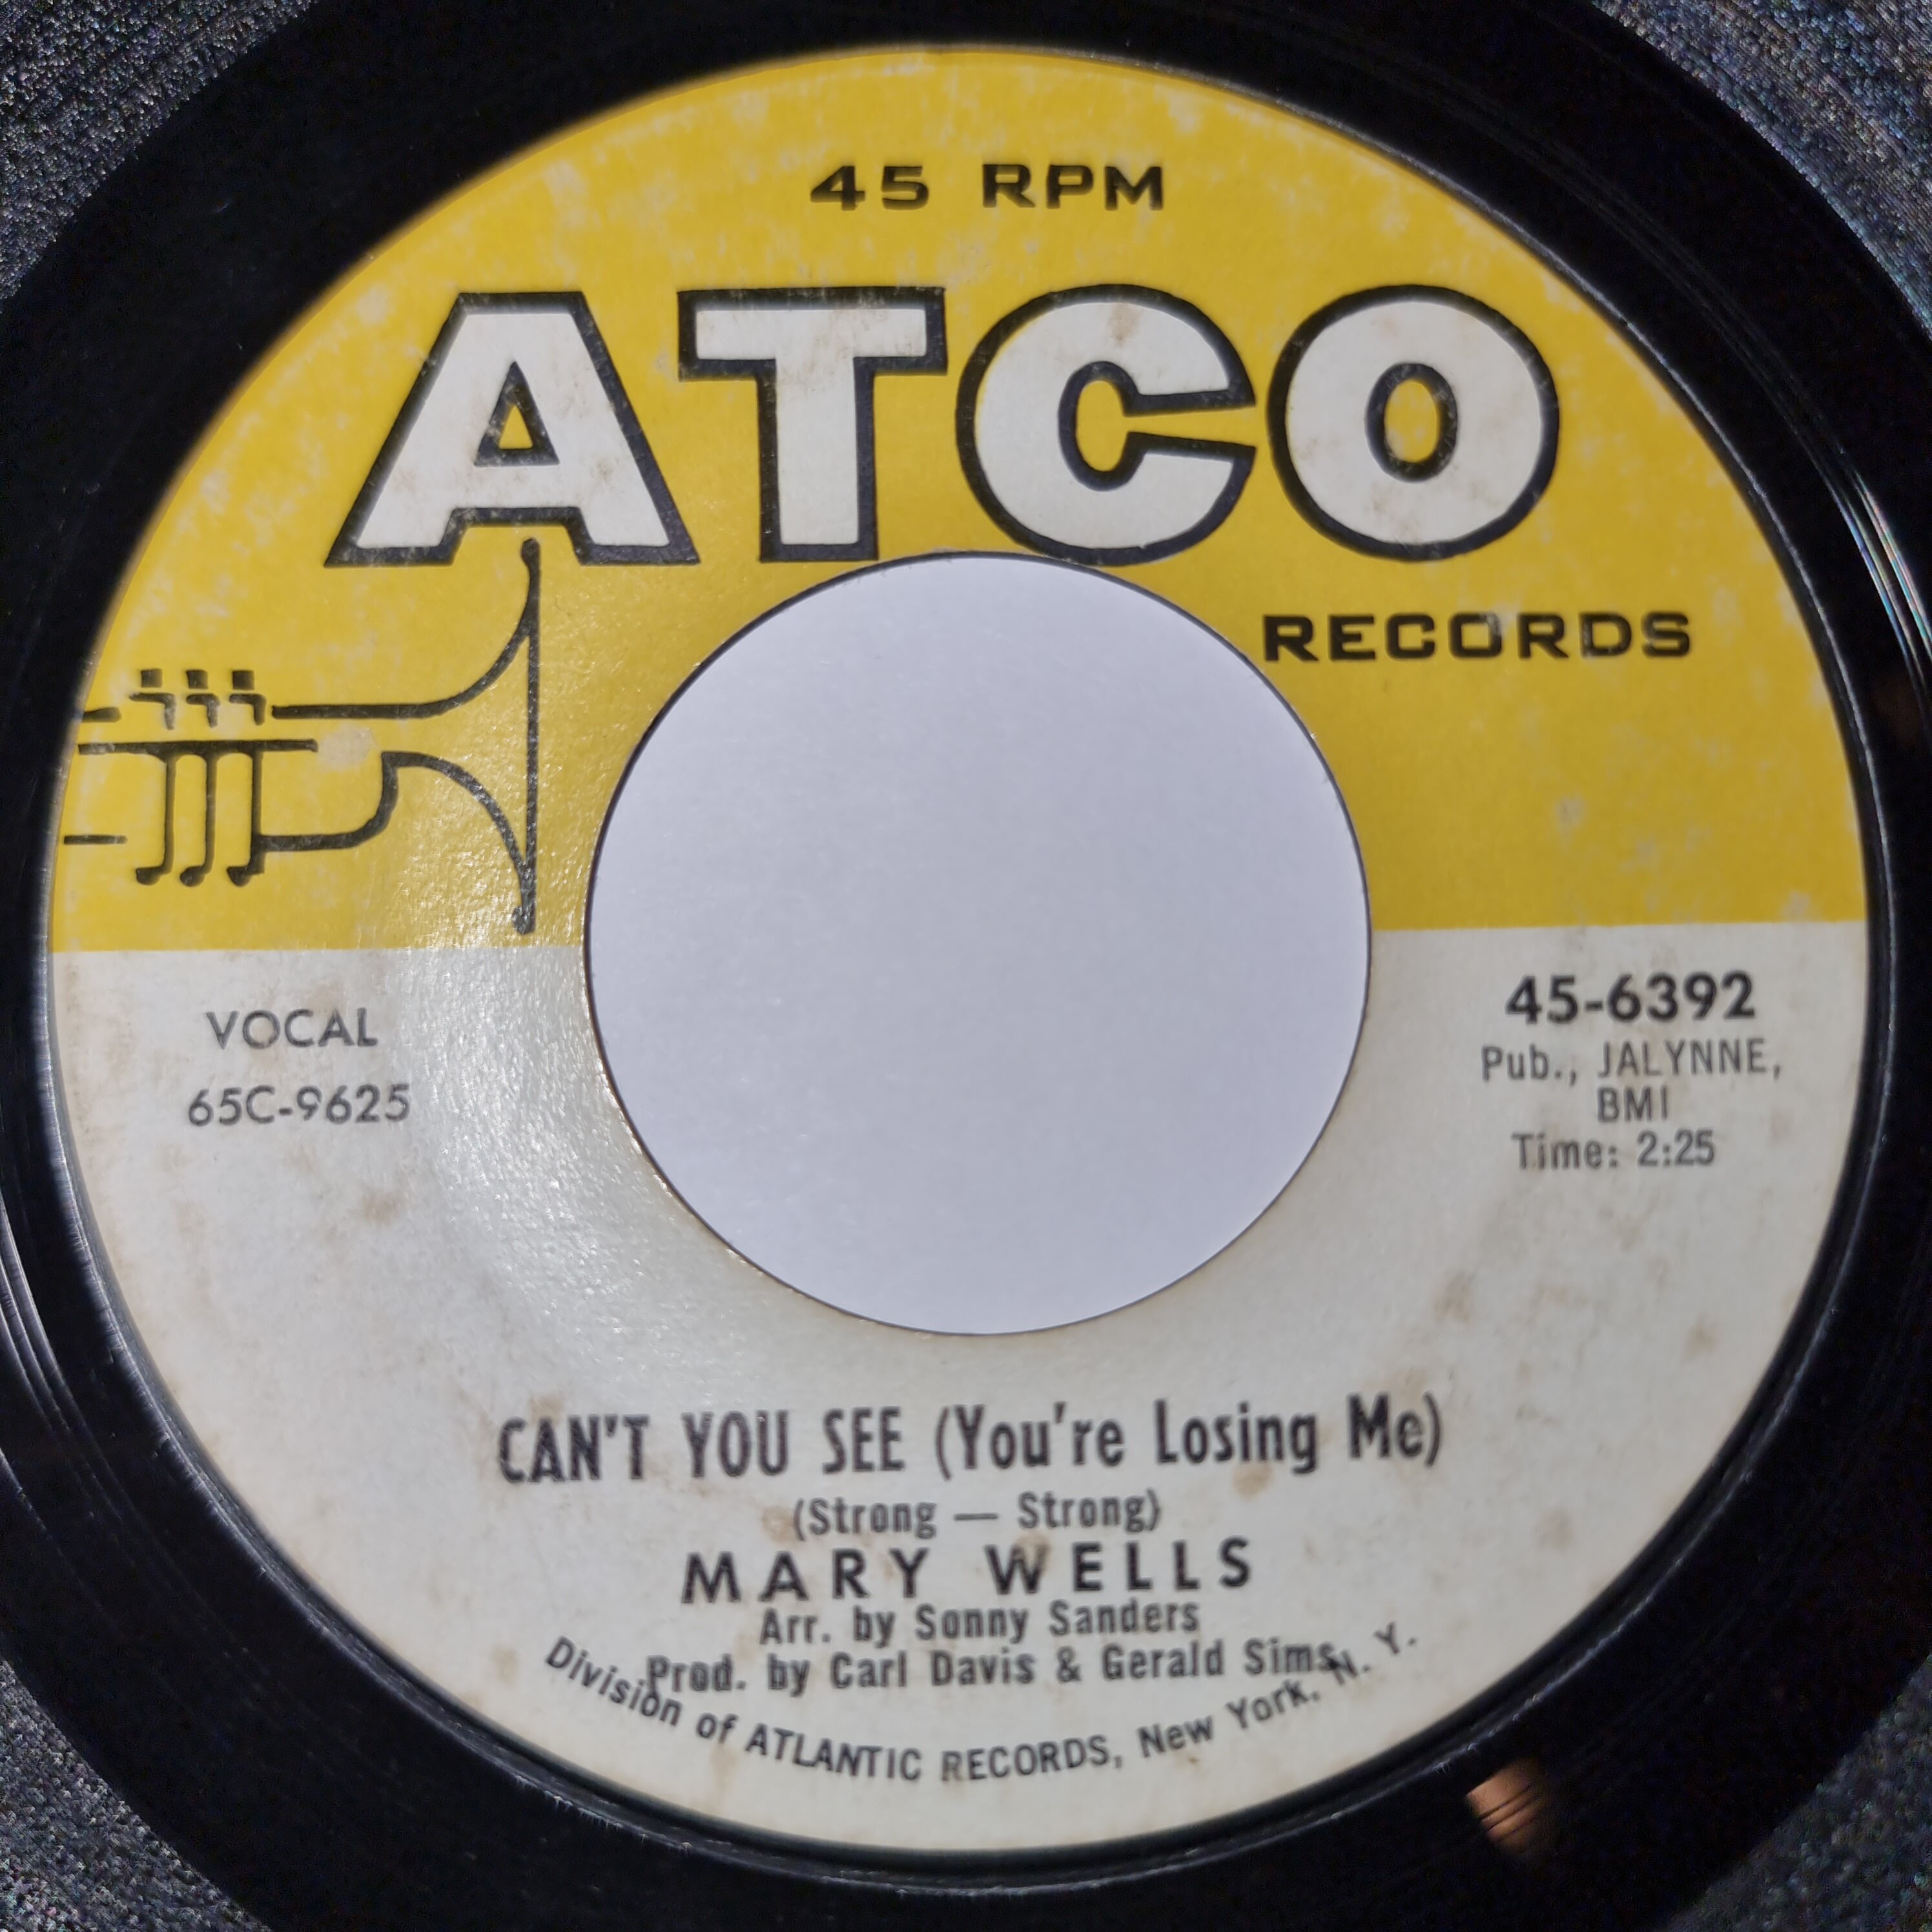 45 RPM
ATCO
RECORDS
VOCAL
65C-9625
45-6392
Pub., JALYNNE,
BMI
Time: 2:25
CAN'T YOU SEE (You're Losing Me)
(Strong — Strong)
MARY WELLS
Arr. by Sonny Sanders
Prod. by Carl Davis & Gerald Sims
Division of ATLANTIC RECORDS, New York, N. Y.